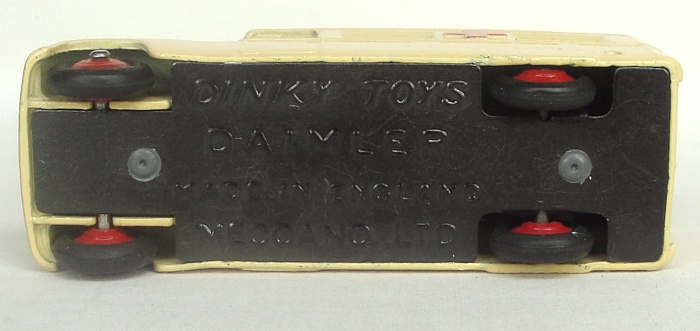 DINKY TOYS
DAIMLER
MADE IN ENGLAND
MECCANO LTD